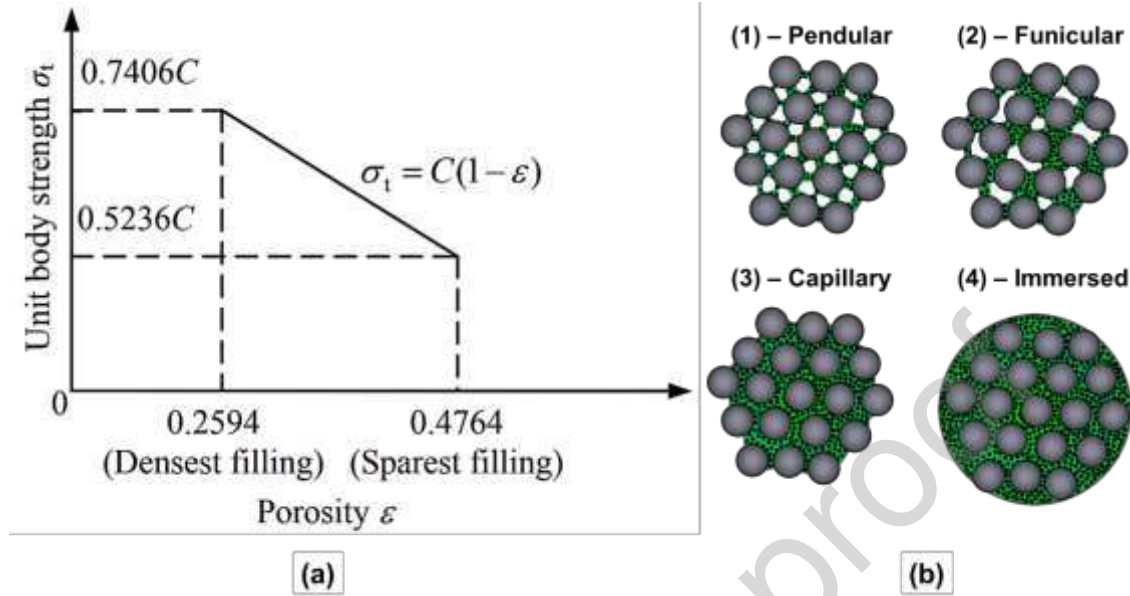 Unit body strength σt
0.7406C
0.5236C
σt = C(1 − ε)
0
0.2594
(Densest filling)
0.4764
(Sparest filling)
Porosity ε
(a)
(1) – Pendular
(2) – Funicular
(3) – Capillary
(4) – Immersed
(b)
proof